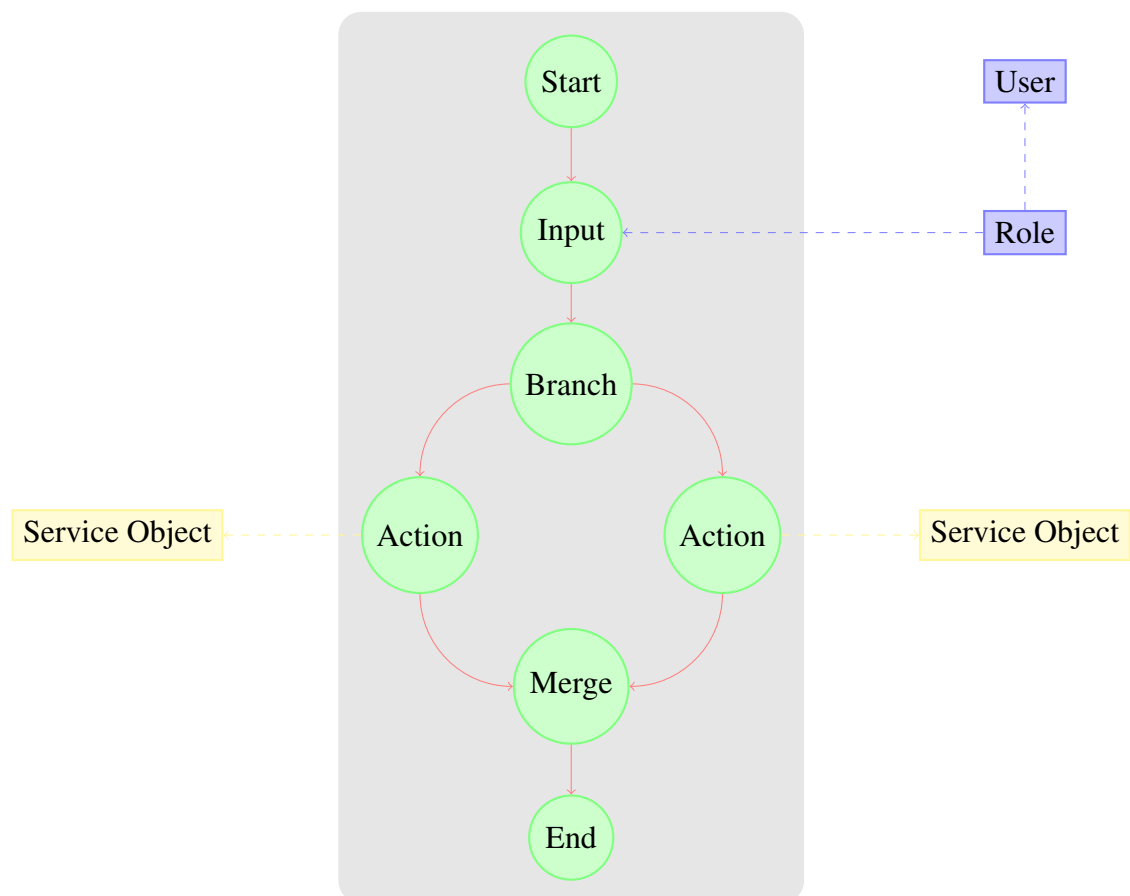 Start
User
Input
Role
Branch
Service Object
Action
Action
Service Object
Merge
End